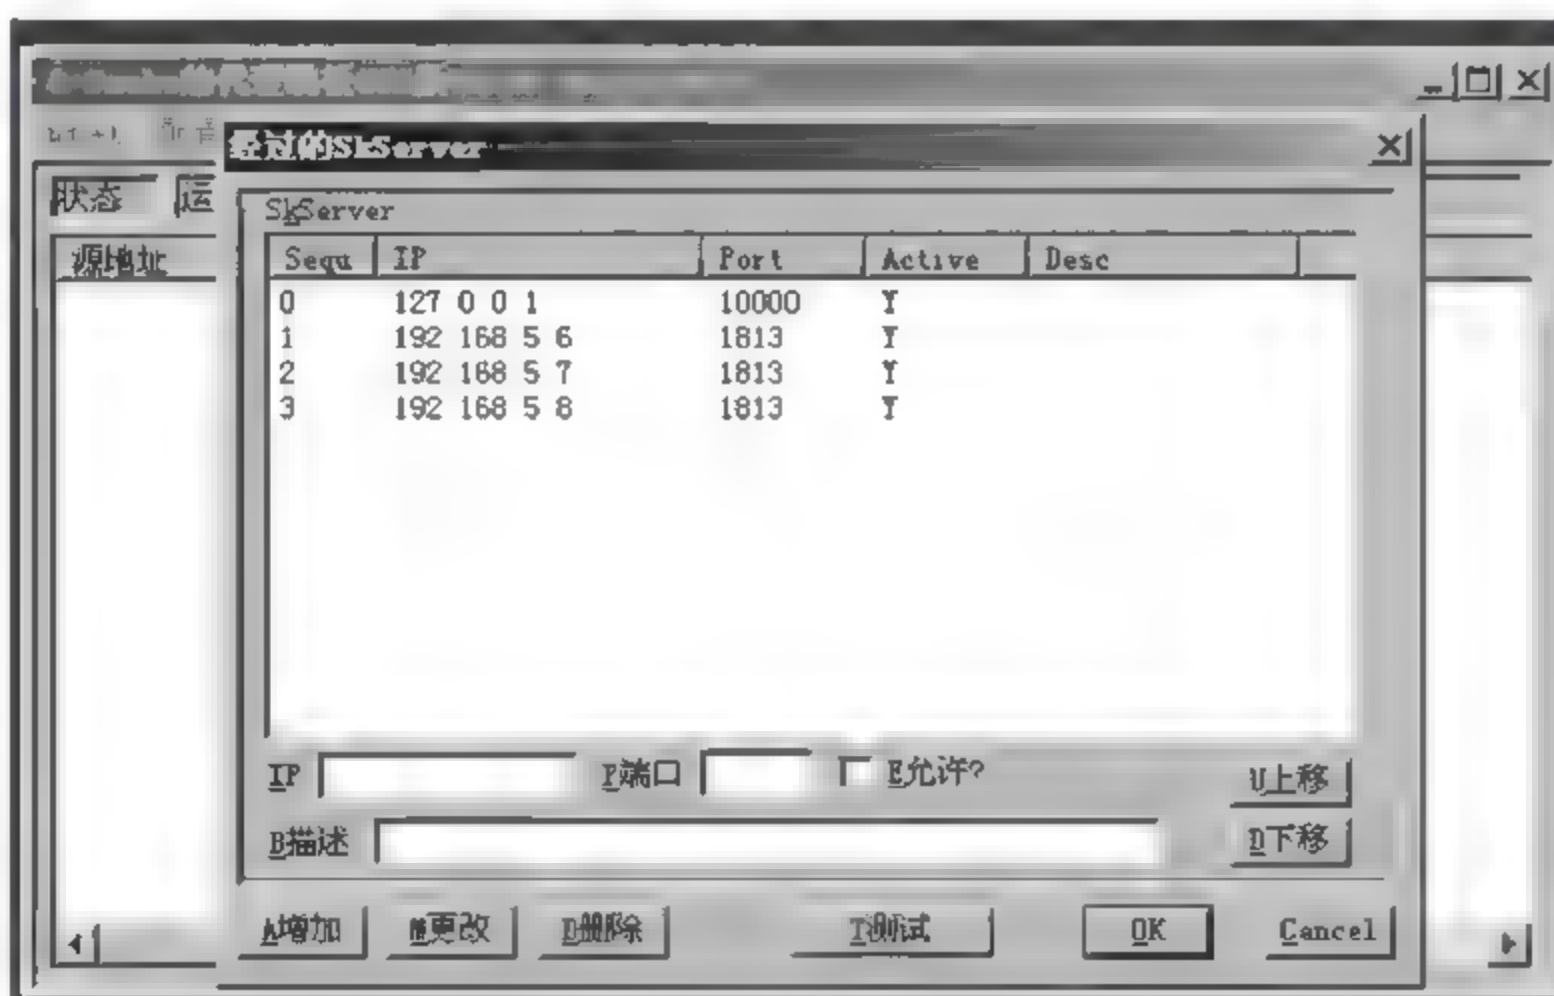 经过的SkServer
状态 运
SkServer
源地址
Sequ IP Port Active Desc
0 127 0 0 1 10000 Y
1 192 168 5 6 1813 Y
2 192 168 5 7 1813 Y
3 192 168 5 8 1813 Y
IP P端口 E允许?
U上移
B描述
D下移
A增加 M更改 D删除 T测试 OK Cancel